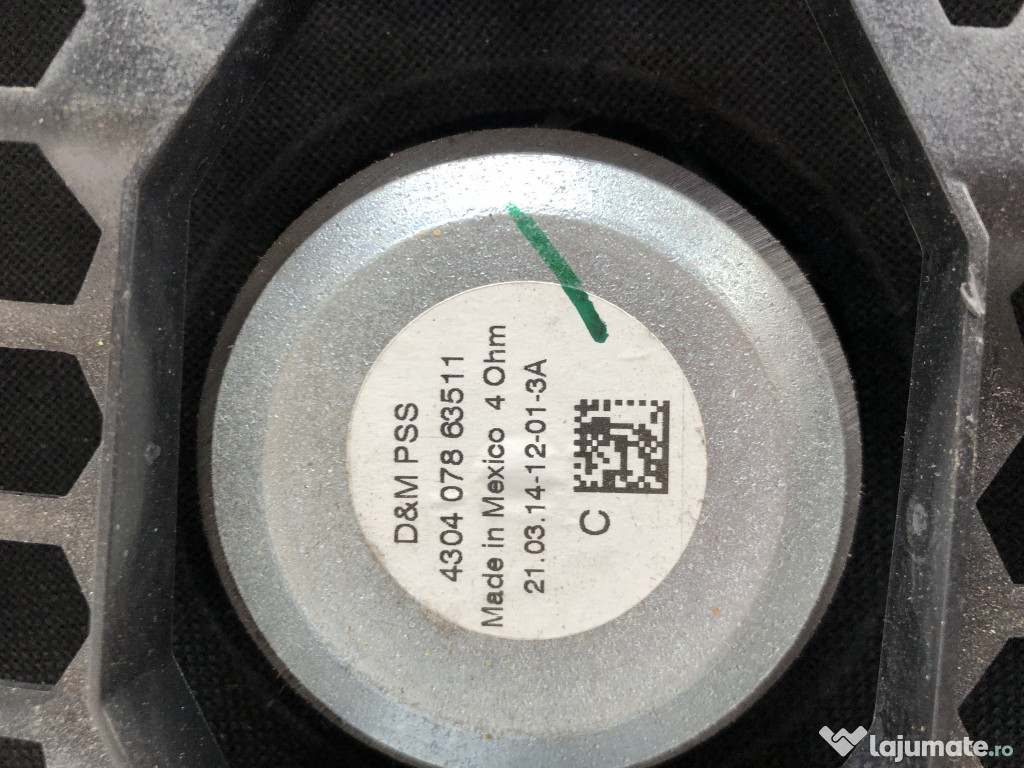 D&M PSS
4304 078 63511
Made in Mexico 4 Ohm
21.03.14-12-01-3A
C
lajumate.ro